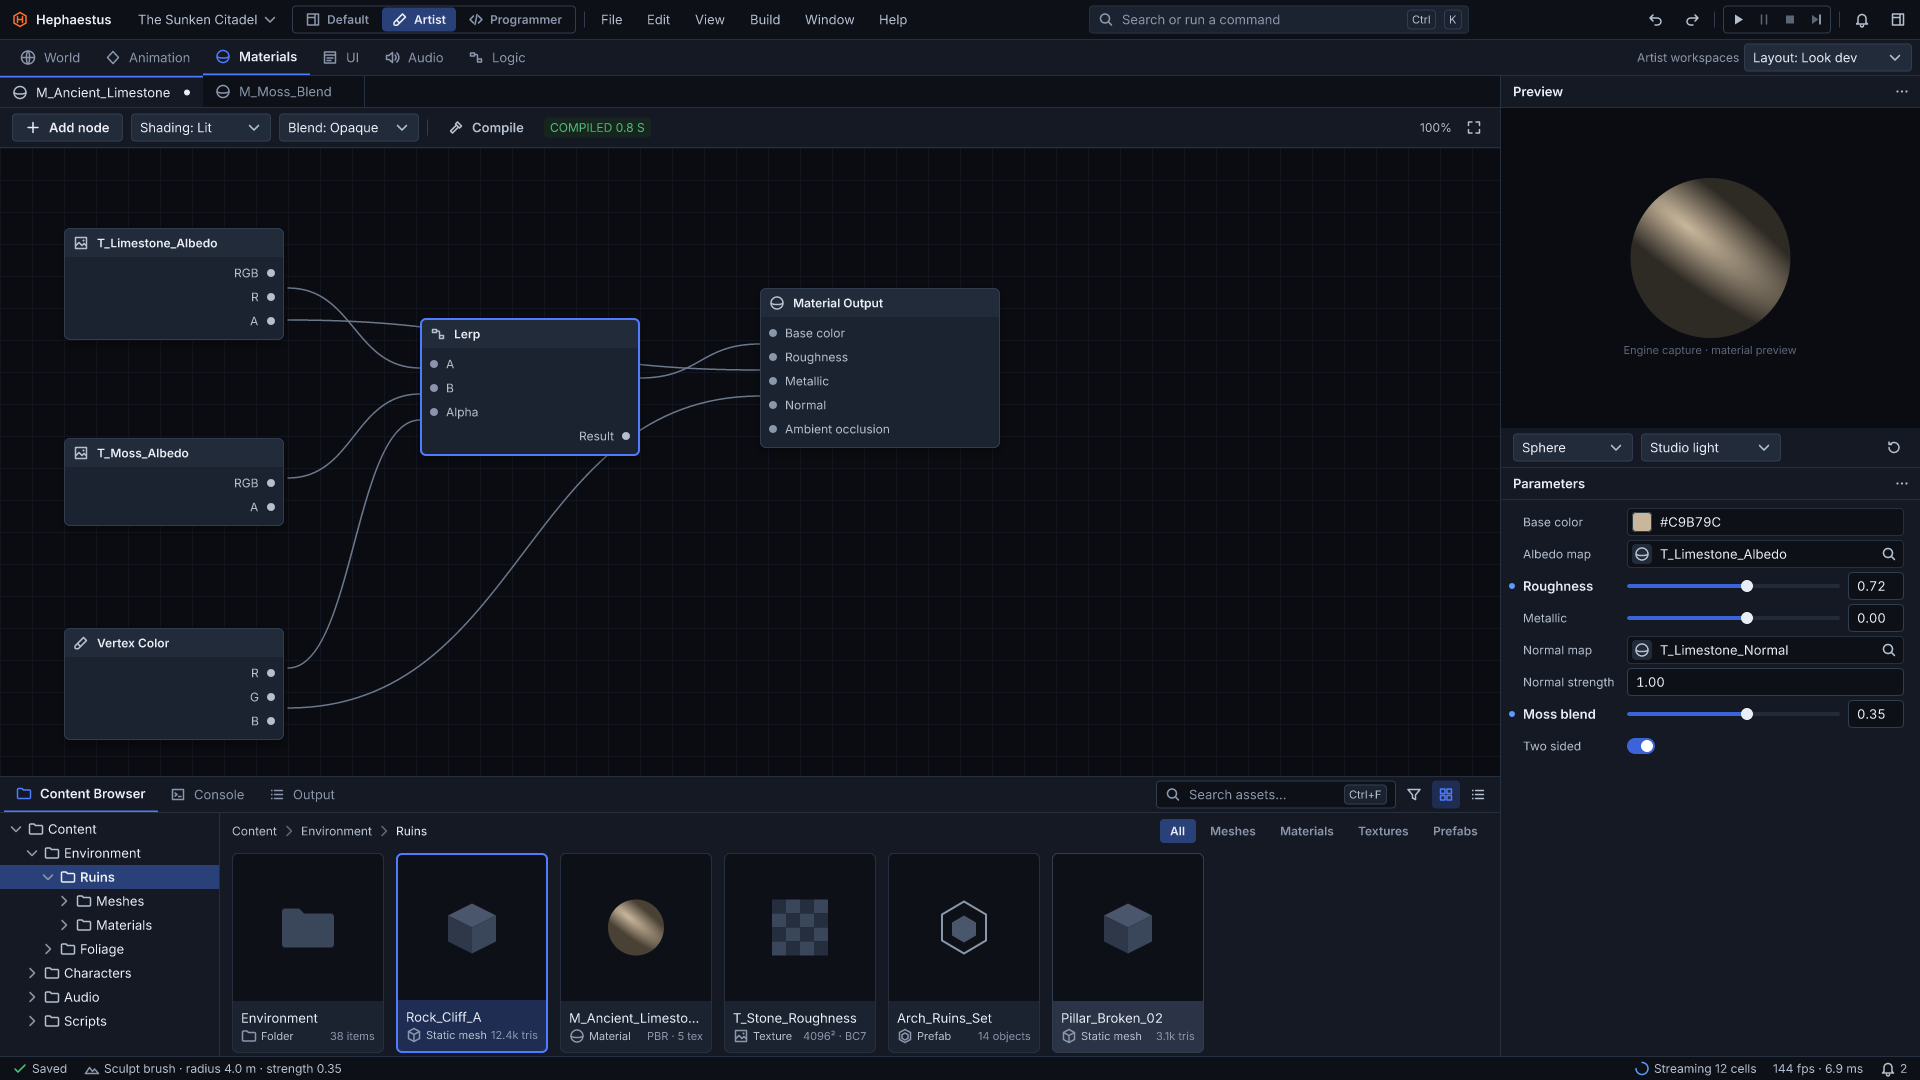 Hephaestus
The Sunken Citadel
Default
Artist
Programmer
File
Edit
View
Build
Window
Help
Search or run a command
Ctrl
K
World
Animation
Materials
UI
Audio
Logic
Artist workspaces
Layout: Look dev
M_Ancient_Limestone
M_Moss_Blend
Add node
Shading: Lit
Blend: Opaque
Compile
COMPILED 0.8 S
100%
T_Limestone_Albedo
RGB
R
A
T_Moss_Albedo
RGB
A
Vertex Color
R
G
B
Lerp
A
B
Alpha
Result
Material Output
Base color
Roughness
Metallic
Normal
Ambient occlusion
Preview
Engine capture · material preview
Sphere
Studio light
Parameters
Base color
#C9B79C
Albedo map
T_Limestone_Albedo
Roughness
0.72
Metallic
0.00
Normal map
T_Limestone_Normal
Normal strength
1.00
Moss blend
0.35
Two sided
Content Browser
Console
Output
Search assets...
Ctrl+F
Content
Environment
Ruins
Meshes
Materials
Foliage
Characters
Audio
Scripts
Content
Environment
Ruins
All
Meshes
Materials
Textures
Prefabs
Environment
Folder
38 items
Rock_Cliff_A
Static mesh
12.4k tris
M_Ancient_Limesto...
Material
PBR · 5 tex
T_Stone_Roughness
Texture
4096² · BC7
Arch_Ruins_Set
Prefab
14 objects
Pillar_Broken_02
Static mesh
3.1k tris
Saved
Sculpt brush · radius 4.0 m · strength 0.35
Streaming 12 cells
144 fps · 6.9 ms
2